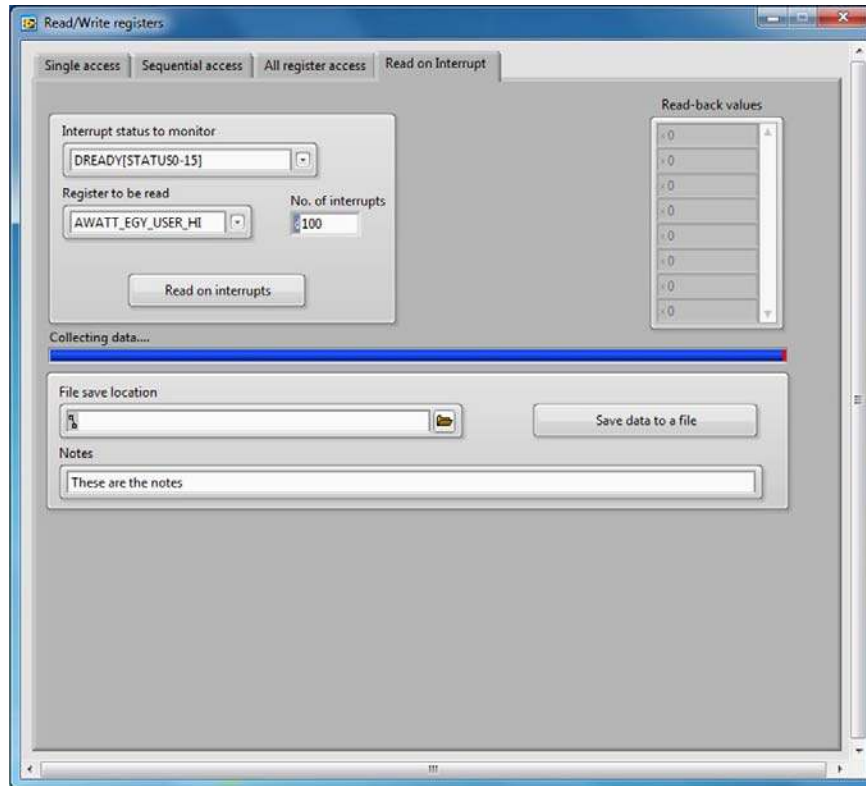 Read/Write registers
Single access
Sequential access
All register access
Read on Interrupt
Interrupt status to monitor
DREADY[STATUS0-15]
Register to be read
AWATT_EGY_USER_HI
No. of interrupts
100
Read on interrupts
Read-back values
0
0
0
0
0
0
0
0
Collecting data....
File save location
Save data to a file
Notes
These are the notes